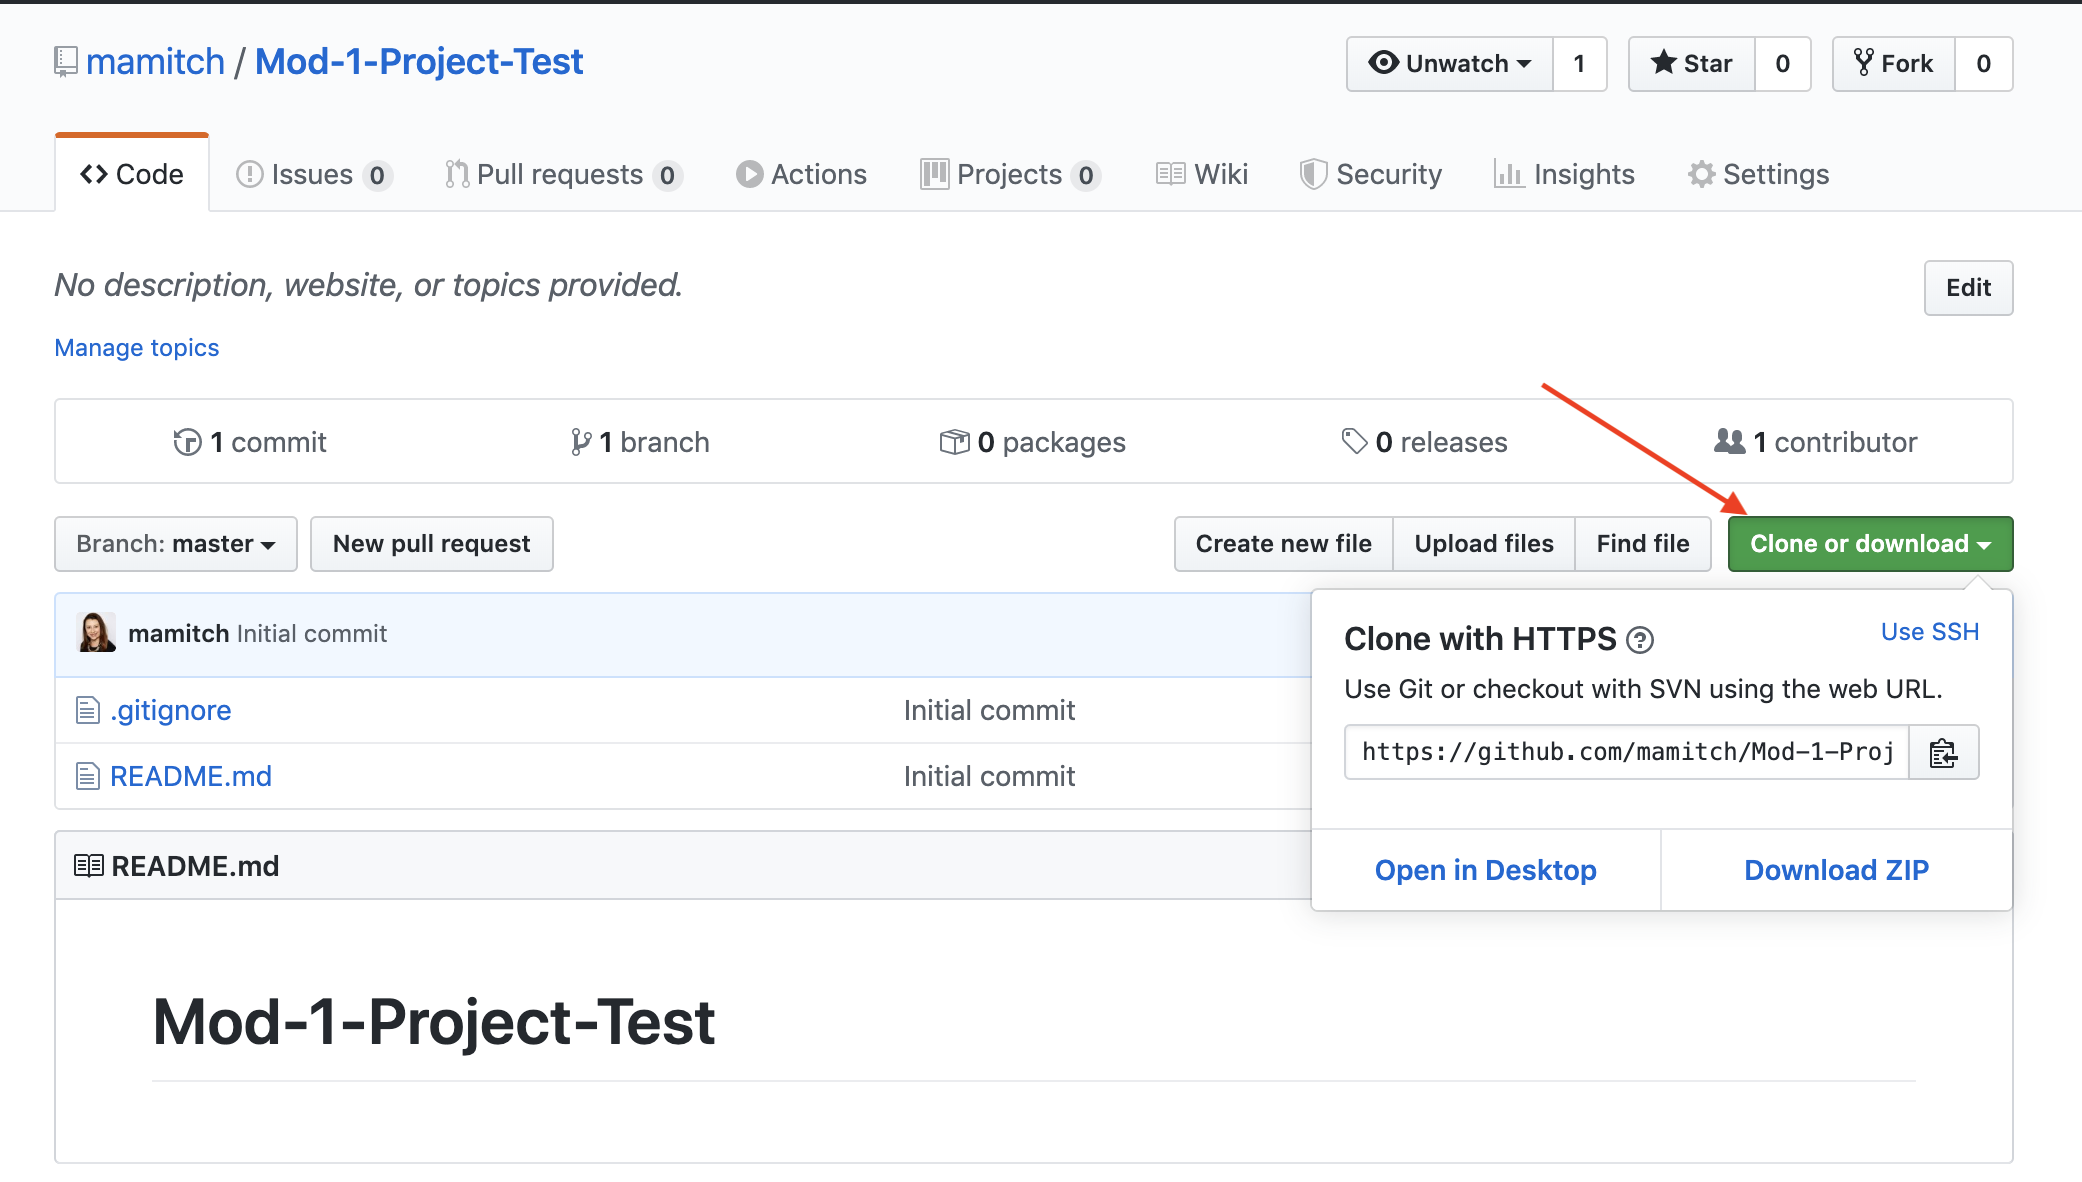 mamitch / Mod-1-Project-Test
Unwatch 1 Star 0 Fork 0
Code Issues 0 Pull requests 0 Actions Projects 0 Wiki Security Insights Settings
No description, website, or topics provided.
Edit
Manage topics
1 commit 1 branch 0 packages 0 releases 1 contributor
Branch: master New pull request Create new file Upload files Find file Clone or download
mamitch Initial commit
.gitignore Initial commit
README.md Initial commit
Clone with HTTPS ?
Use SSH
Use Git or checkout with SVN using the web URL.
https://github.com/mamitch/Mod-1-Proj
Open in Desktop Download ZIP
README.md
Mod-1-Project-Test